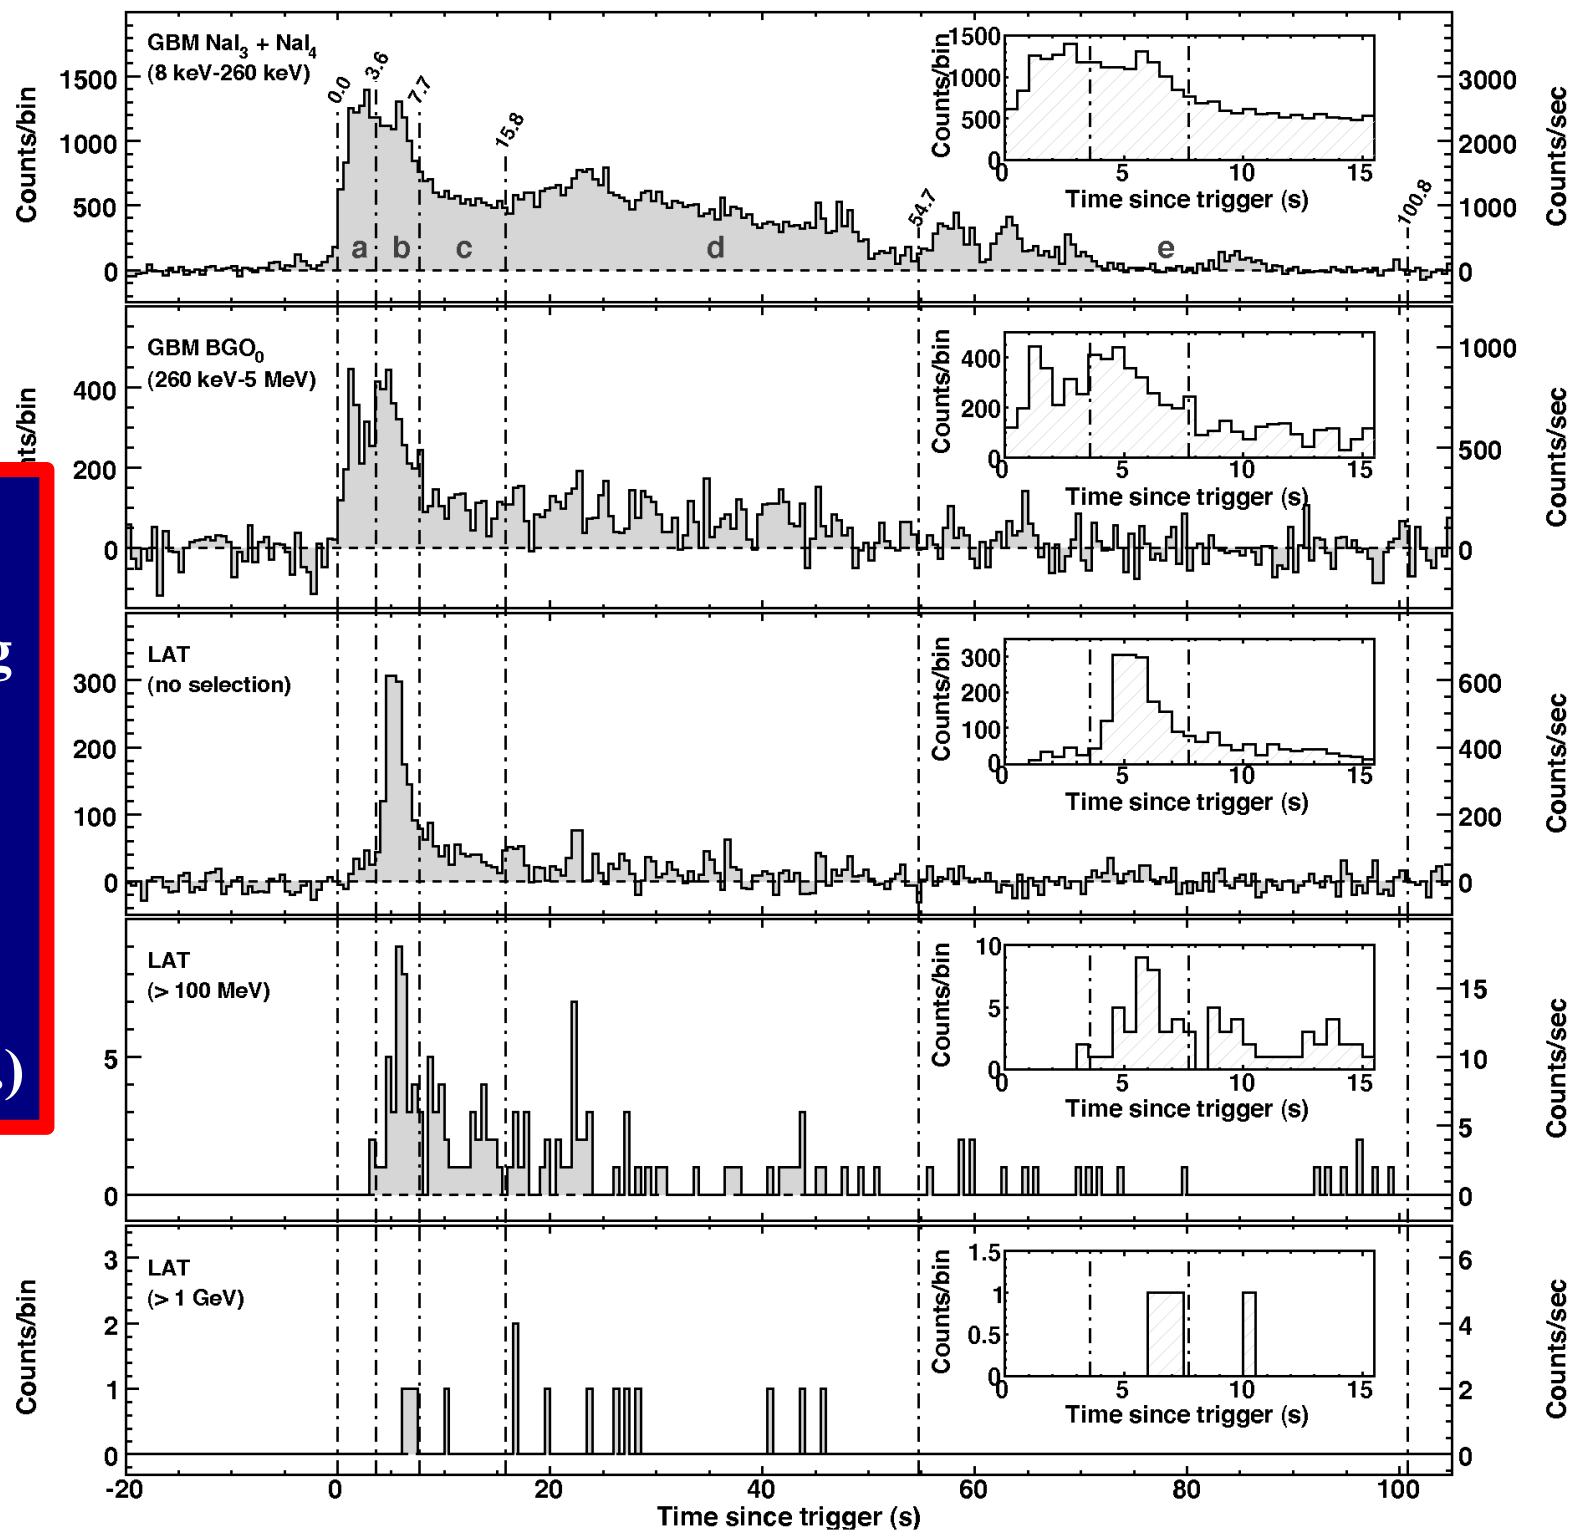 GBM NaI3 + NaI4
(8 keV-260 keV)
0.0
3.6
7.7
15.8
54.7
100.8
a
b
c
d
e
Counts/bin
1500
1000
500
0
Counts/sec
3000
2000
1000
0
Counts/bin
1500
1000
500
0
0
5
10
15
Time since trigger (s)
GBM BGO0
(260 keV-5 MeV)
ts/bin
400
200
0
Counts/sec
1000
500
0
Counts/bin
400
200
0
0
5
10
15
Time since trigger (s)
g
.)
LAT
(no selection)
300
200
100
0
Counts/sec
600
400
200
0
Counts/bin
300
200
100
0
0
5
10
15
Time since trigger (s)
LAT
(> 100 MeV)
5
0
Counts/sec
15
10
5
0
Counts/bin
10
5
0
0
5
10
15
Time since trigger (s)
LAT
(> 1 GeV)
Counts/bin
3
2
1
0
Counts/sec
6
4
2
0
Counts/bin
1.5
1
0.5
0
0
5
10
15
Time since trigger (s)
-20
0
20
40
60
80
100
Time since trigger (s)